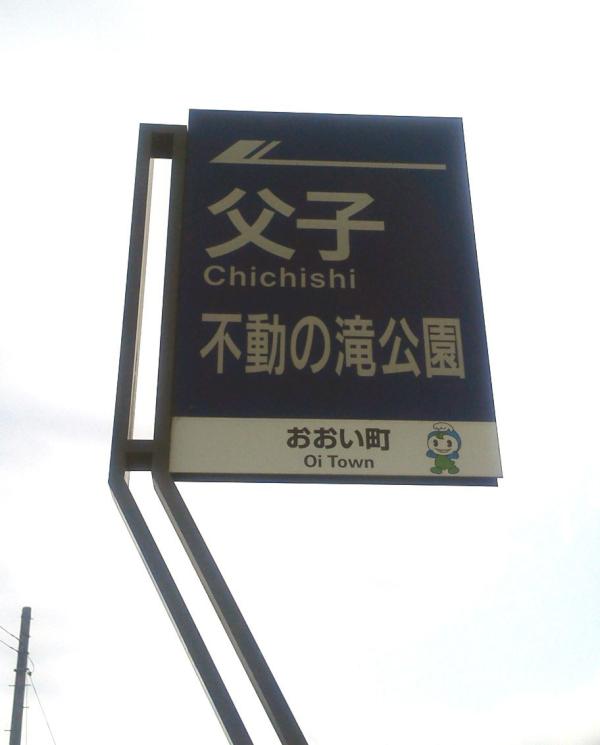 父子
Chichishi
不動の滝公園
おおい町
Oi Town